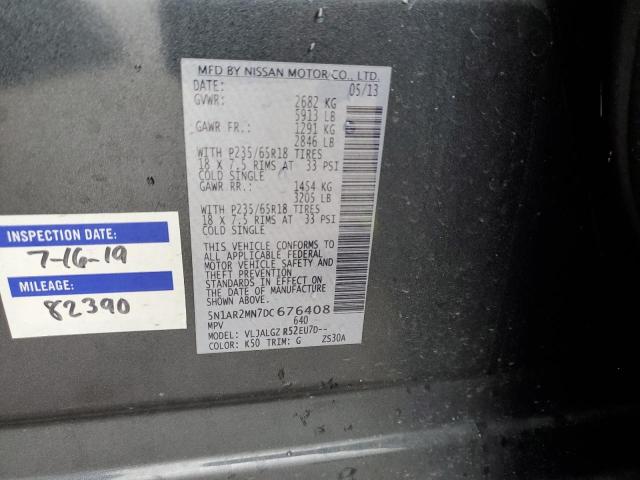 MFD BY NISSAN MOTOR CO., LTD.
DATE: 05/13
GVWR: 2682 KG
5913 LB
GAWR FR.: 1291 KG
2846 LB
WITH P235/65R18 TIRES
18 X 7.5 RIMS AT 33 PSI
COLD SINGLE
GAWR RR.: 1454 KG
3205 LB
WITH P235/65R18 TIRES
18 X 7.5 RIMS AT 33 PSI
COLD SINGLE
THIS VEHICLE CONFORMS TO
ALL APPLICABLE FEDERAL
MOTOR VEHICLE SAFETY AND
THEFT PREVENTION
STANDARDS IN EFFECT ON
THE DATE OF MANUFACTURE
SHOWN ABOVE.
5N1AR2MN7DC676408
MPV 640
MODEL: VLJALGZ R52EU7D--
COLOR: K50 TRIM: G ZS30A
INSPECTION DATE:
7-16-19
MILEAGE:
82390